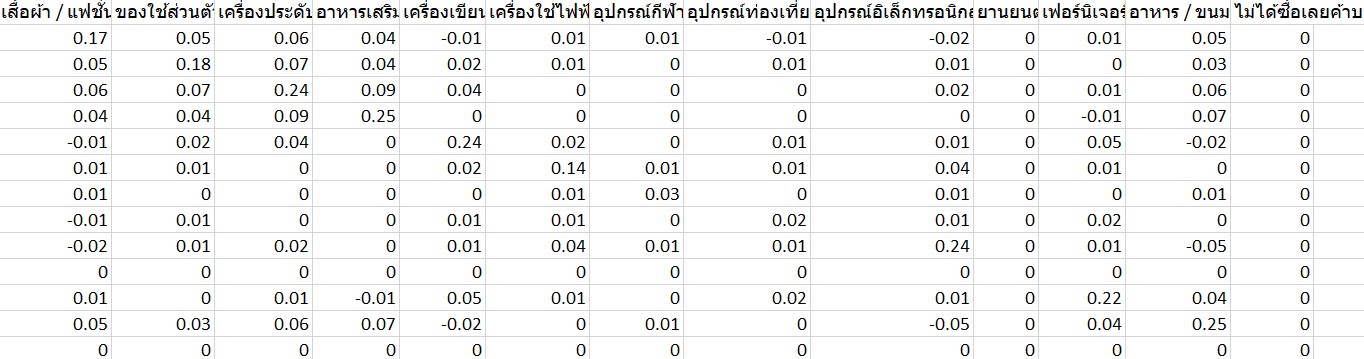 เสื้อผ้า / แฟชั่น ของใช้ส่วนตั เครื่องประดั อาหารเสริม เครื่องเขียน เครื่องใช้ไฟฟ้ อุปกรณ์กีฬา อุปกรณ์ท่องเที่ย อุปกรณ์อิเล็กทรอนิกส ยานยนต เฟอร์นิเจอร์ อาหาร / ขนม ไม่ได้ซื้อเลยค้าบ
0.17 0.05 0.06 0.04 -0.01 0.01 0.01 -0.01 -0.02 0 0.01 0.05 0
0.05 0.18 0.07 0.04 0.02 0.01 0 0.01 0.01 0 0 0.03 0
0.06 0.07 0.24 0.09 0.04 0 0 0 0.02 0 0.01 0.06 0
0.04 0.04 0.09 0.25 0 0 0 0 0 0 -0.01 0.07 0
-0.01 0.02 0.04 0 0.24 0.02 0 0.01 0.01 0 0.05 -0.02 0
0.01 0.01 0 0 0.02 0.14 0.01 0.01 0.04 0 0.01 0 0
0.01 0 0 0 0 0.01 0.03 0 0.01 0 0 0.01 0
-0.01 0.01 0 0 0.01 0.01 0 0.02 0.01 0 0.02 0 0
-0.02 0.01 0.02 0 0.01 0.04 0.01 0.01 0.24 0 0.01 -0.05 0
0 0 0 0 0 0 0 0 0 0 0 0 0
0.01 0 0.01 -0.01 0.05 0.01 0 0.02 0.01 0 0.22 0.04 0
0.05 0.03 0.06 0.07 -0.02 0 0.01 0 -0.05 0 0.04 0.25 0
0 0 0 0 0 0 0 0 0 0 0 0 0